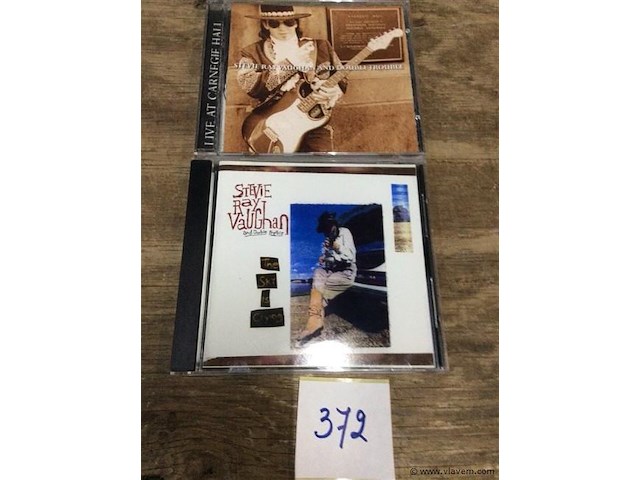 LIVE AT CARNEGIE HALL
STEVIE RAY VAUGHAN AND DOUBLE TROUBLE
STEVIE
RAY
VAUGHAN
and Double Trouble
The
Sky
is
Crying
372
© www.vlavem.com